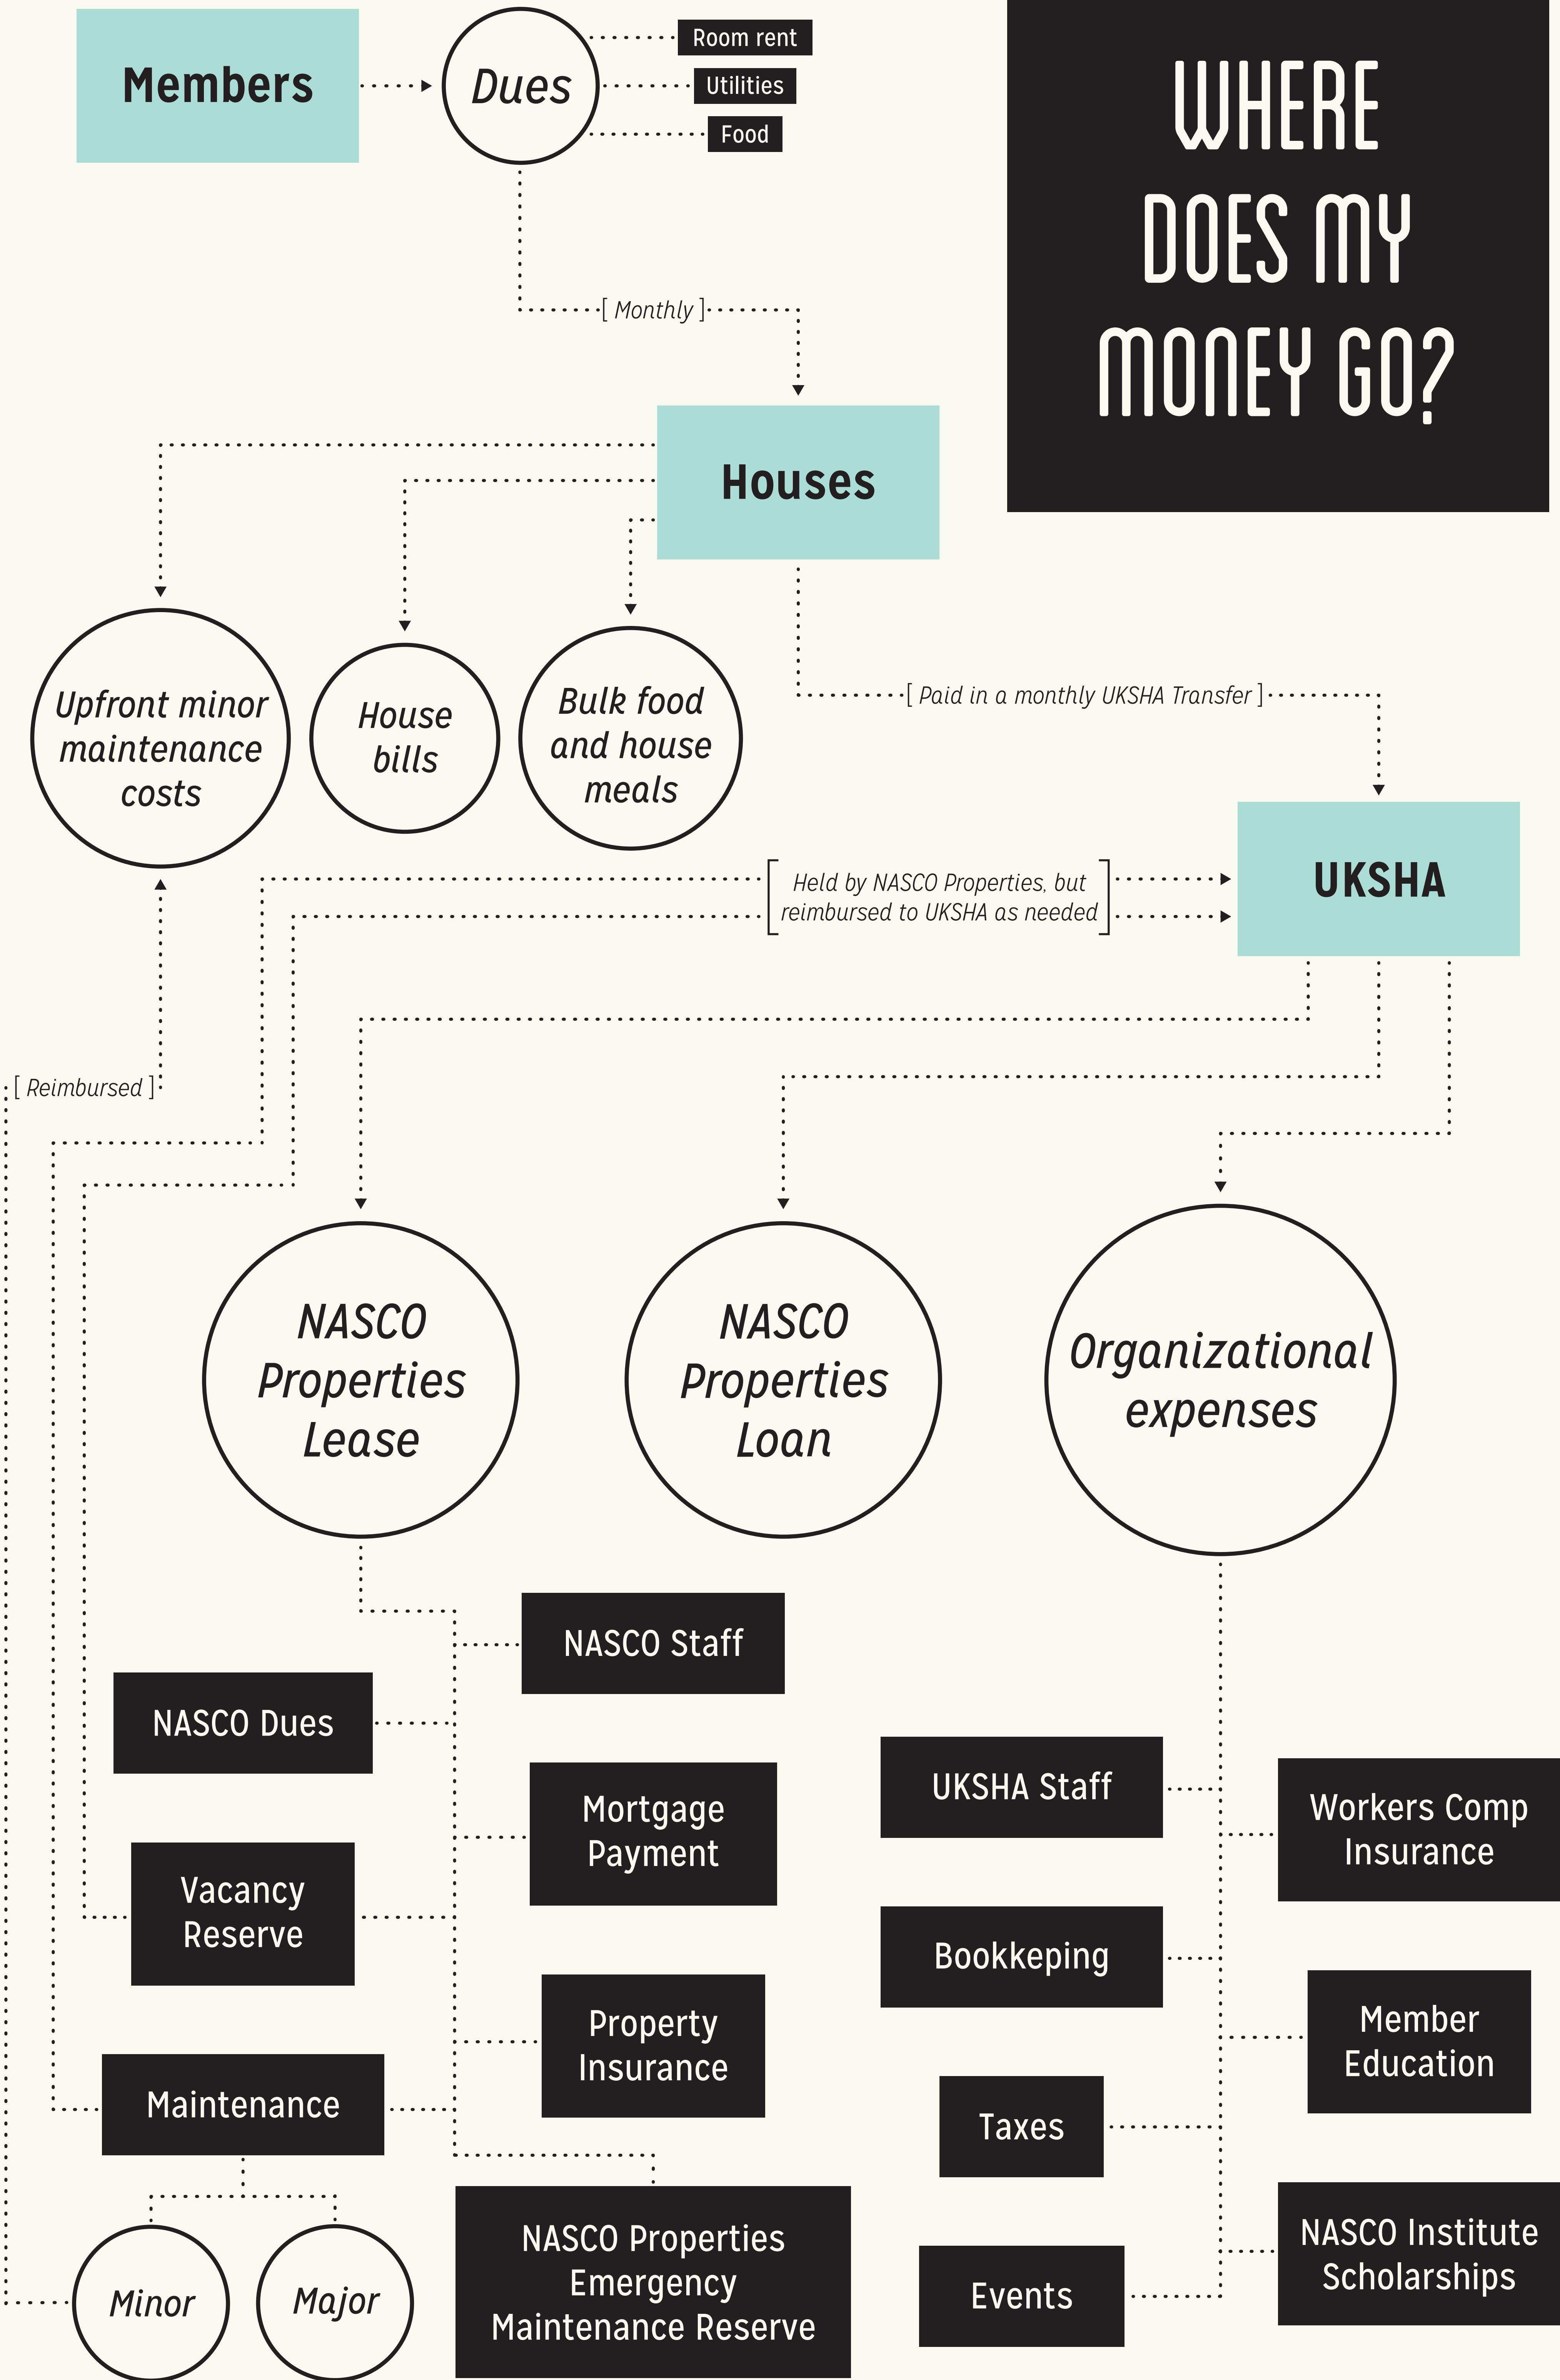 Members
Dues
Room rent
Utilities
Food
WHERE
DOES MY
MONEY GO?
[ Monthly ]
Houses
Upfront minor
maintenance
costs
House
bills
Bulk food
and house
meals
[ Paid in a monthly UKSHA Transfer ]
UKSHA
[ Held by NASCO Properties, but
reimbursed to UKSHA as needed ]
[ Reimbursed ]
NASCO
Properties
Lease
NASCO
Properties
Loan
Organizational
expenses
NASCO Staff
NASCO Dues
Mortgage
Payment
Vacancy
Reserve
Property
Insurance
Maintenance
Minor
Major
NASCO Properties
Emergency
Maintenance Reserve
UKSHA Staff
Workers Comp
Insurance
Bookkeping
Member
Education
Taxes
NASCO Institute
Scholarships
Events